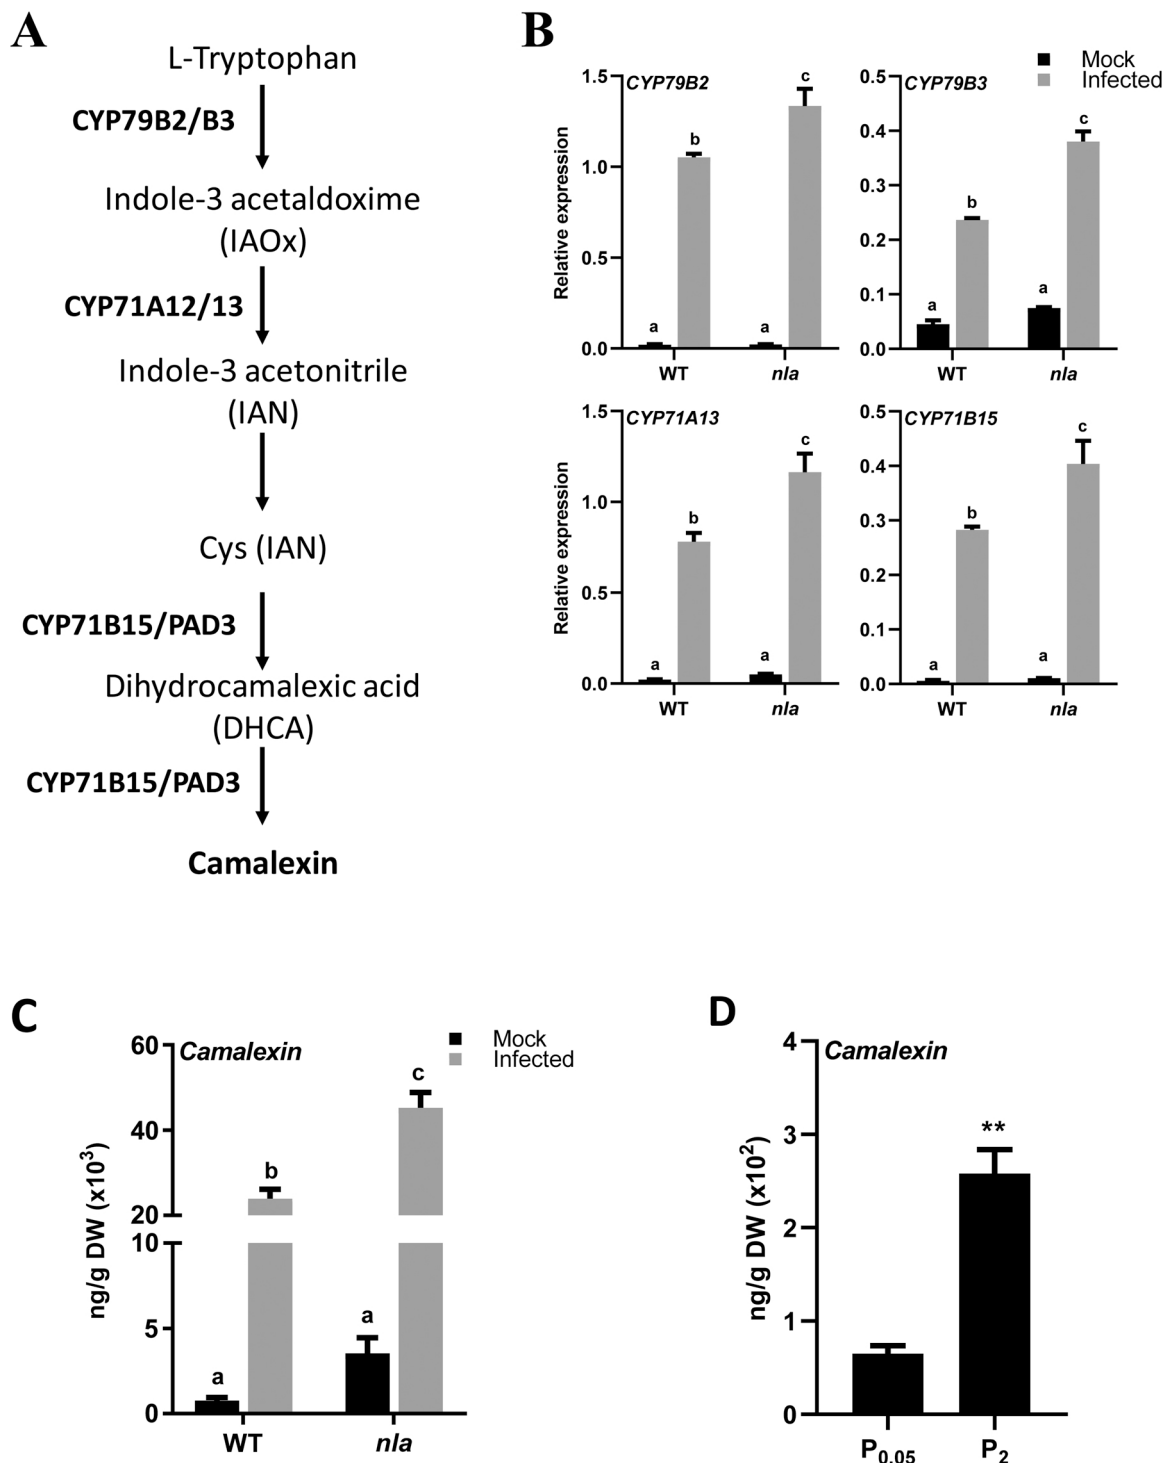 A
L-Tryptophan
CYP79B2/B3
Indole-3 acetaldoxime
(IAOx)
CYP71A12/13
Indole-3 acetonitrile
(IAN)
Cys (IAN)
CYP71B15/PAD3
Dihydrocamalexic acid
(DHCA)
CYP71B15/PAD3
Camalexin
B
Mock
Infected
CYP79B2
Relative expression
1.5
1.0
0.5
0.0
a
b
a
c
WT
nla
CYP79B3
0.5
0.4
0.3
0.2
0.1
0.0
a
b
a
c
WT
nla
CYP71A13
Relative expression
1.5
1.0
0.5
0.0
a
b
a
c
WT
nla
CYP71B15
0.5
0.4
0.3
0.2
0.1
0.0
a
b
a
c
WT
nla
C
Camalexin
Mock
Infected
ng/g DW (x10³)
60
40
20
10
5
0
a
b
a
c
WT
nla
D
Camalexin
ng/g DW (x10²)
4
3
2
1
0
**
P0.05
P2